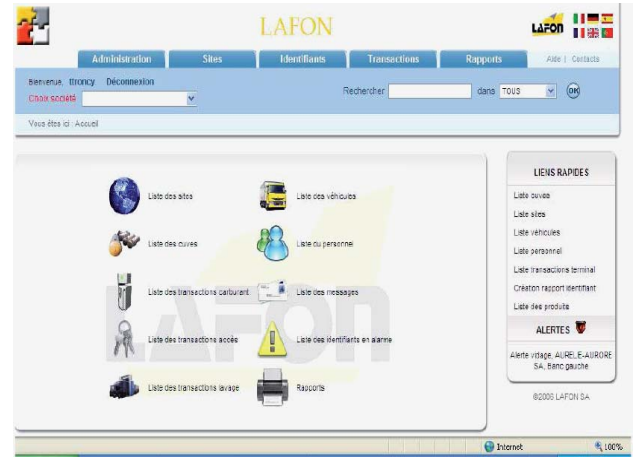 LAFON
LAFON
Administration Sites Identifiants Transactions Rapports Aide | Contacts
Bienvenue, ttroncy Déconnexion
Choix société
Rechercher dans TOUS OK
Vous êtes ici : Accueil
Liste des sites
Liste des véhicules
Liste des cuves
Liste du personnel
Liste des transactions carburant
Liste des messages
Liste des transactions accès
Liste des identifiants en alarme
Liste des transactions lavage
Rapports
LAFON
LIENS RAPIDES
Liste cuves
Liste sites
Liste véhicules
Liste personnel
Liste transactions terminal
Création rapport identifiant
Liste des produits
ALERTES
Alerte vidage, AURELE-AURORE
SA, Banc gauche
©2006 LAFON SA
Internet 100%